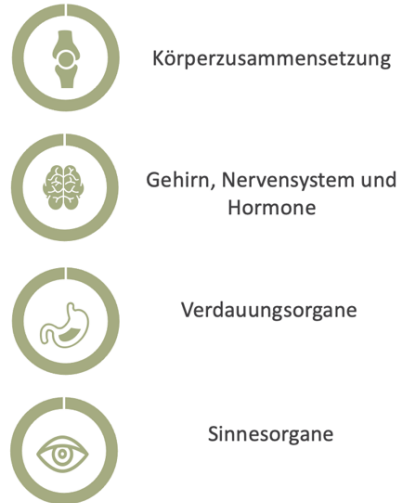 Körperzusammensetzung
Gehirn, Nervensystem und
Hormone
Verdauungsorgane
Sinnesorgane